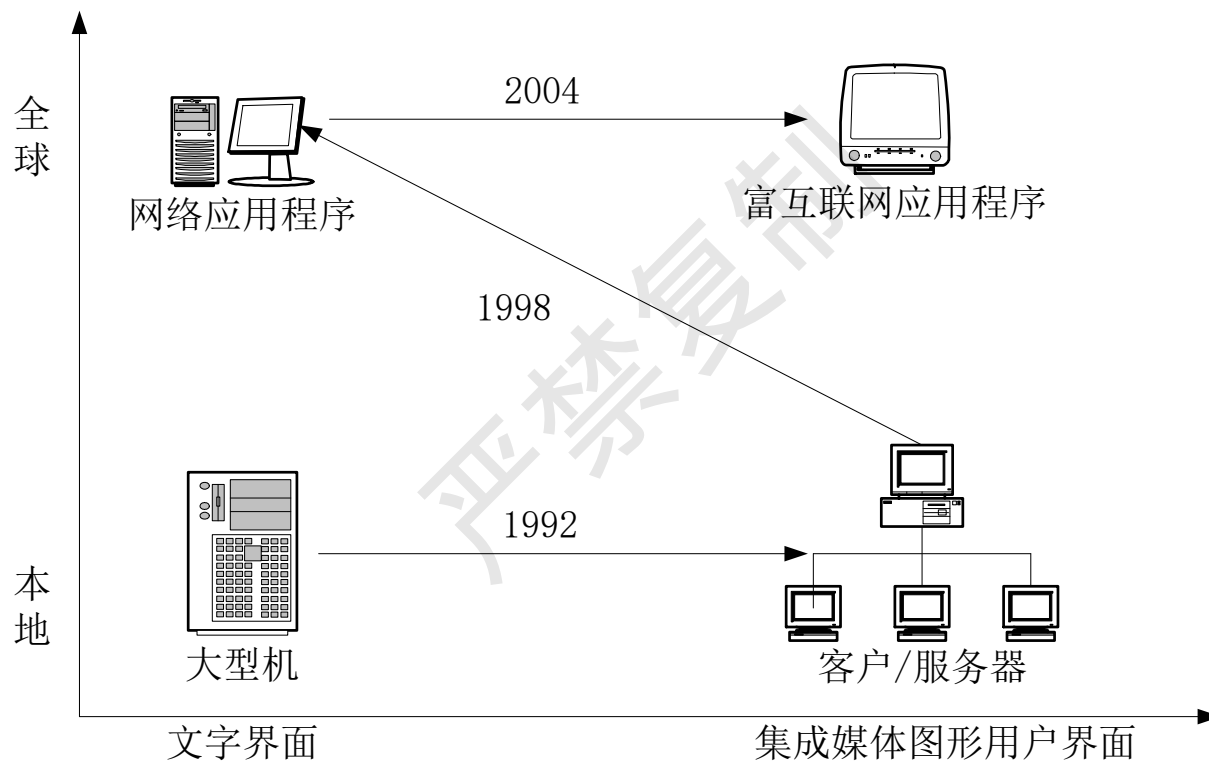 全球
2004
网络应用程序
富互联网应用程序
1998
严禁复制
1992
本地
大型机
客户/服务器
文字界面
集成媒体图形用户界面